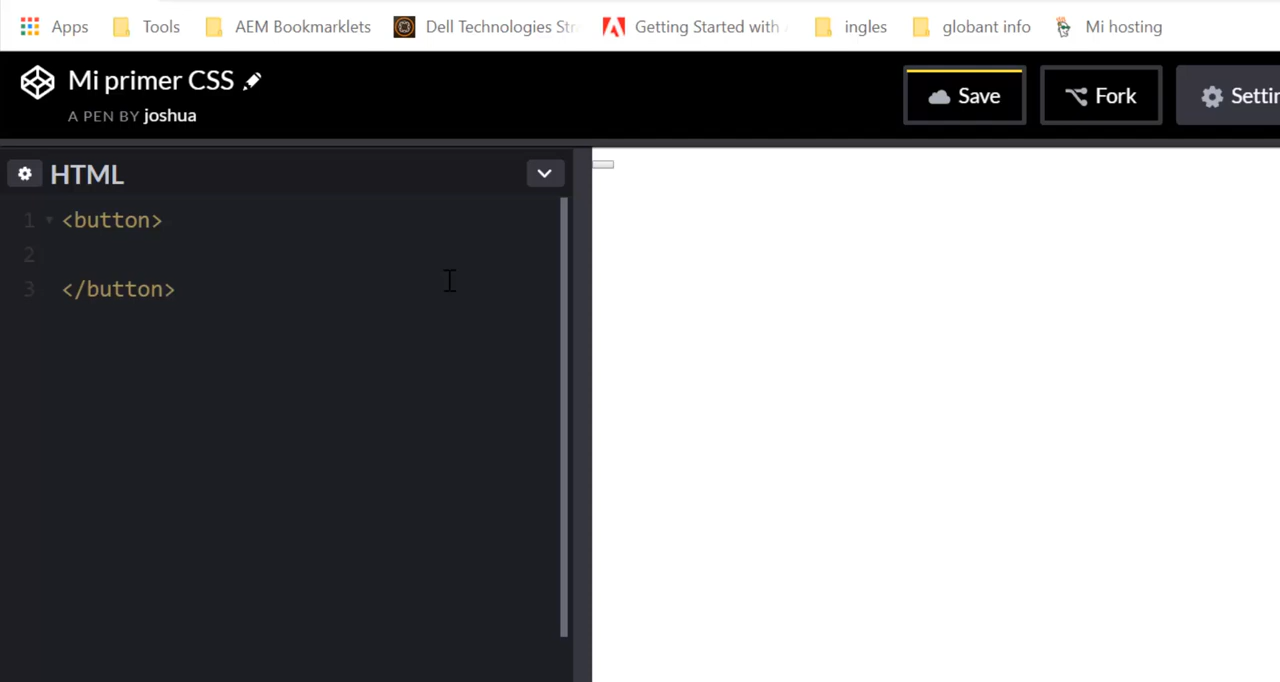 Apps Tools AEM Bookmarklets Dell Technologies Str Getting Started with ingles globant info Mi hosting
Mi primer CSS
A PEN BY joshua
Save Fork Settin
HTML
1 <button>
2
3 </button>